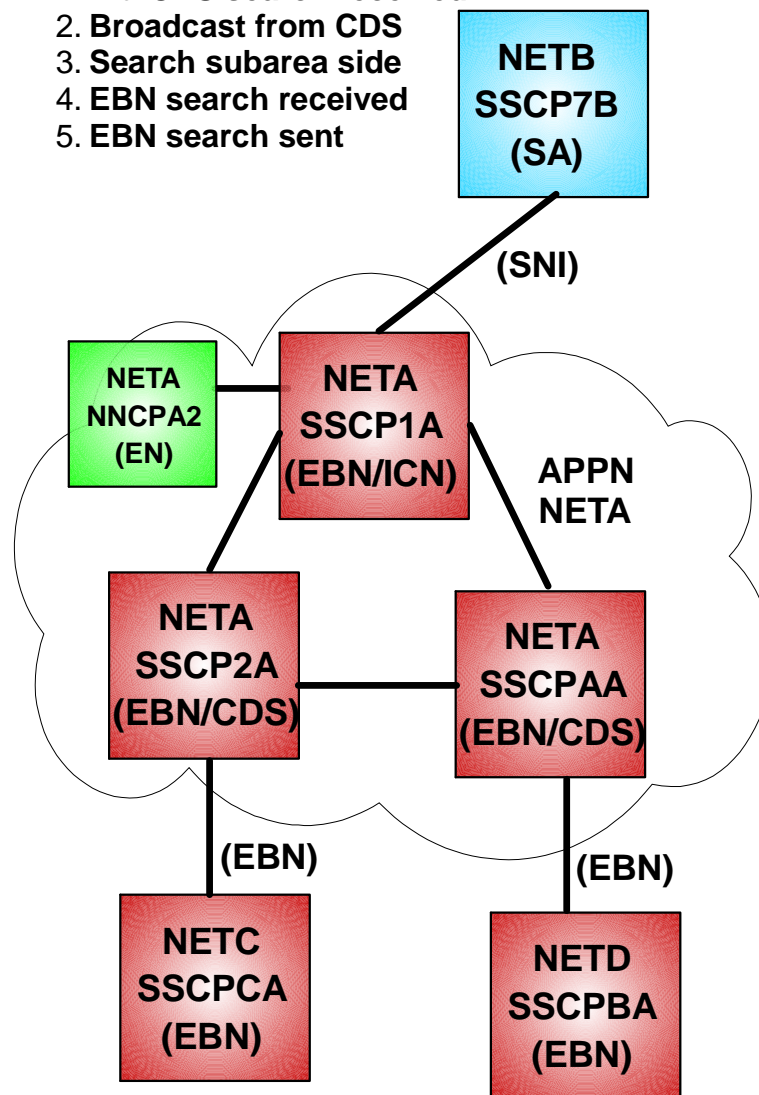 2. Broadcast from CDS
3. Search subarea side
4. EBN search received
5. EBN search sent
NETB
SSCP7B
(SA)
(SNI)
NETA
NNCPA2
(EN)
NETA
SSCP1A
(EBN/ICN)
APPN
NETA
NETA
SSCP2A
(EBN/CDS)
NETA
SSCPAA
(EBN/CDS)
(EBN)
(EBN)
NETC
SSCPCA
(EBN)
NETD
SSCPBA
(EBN)